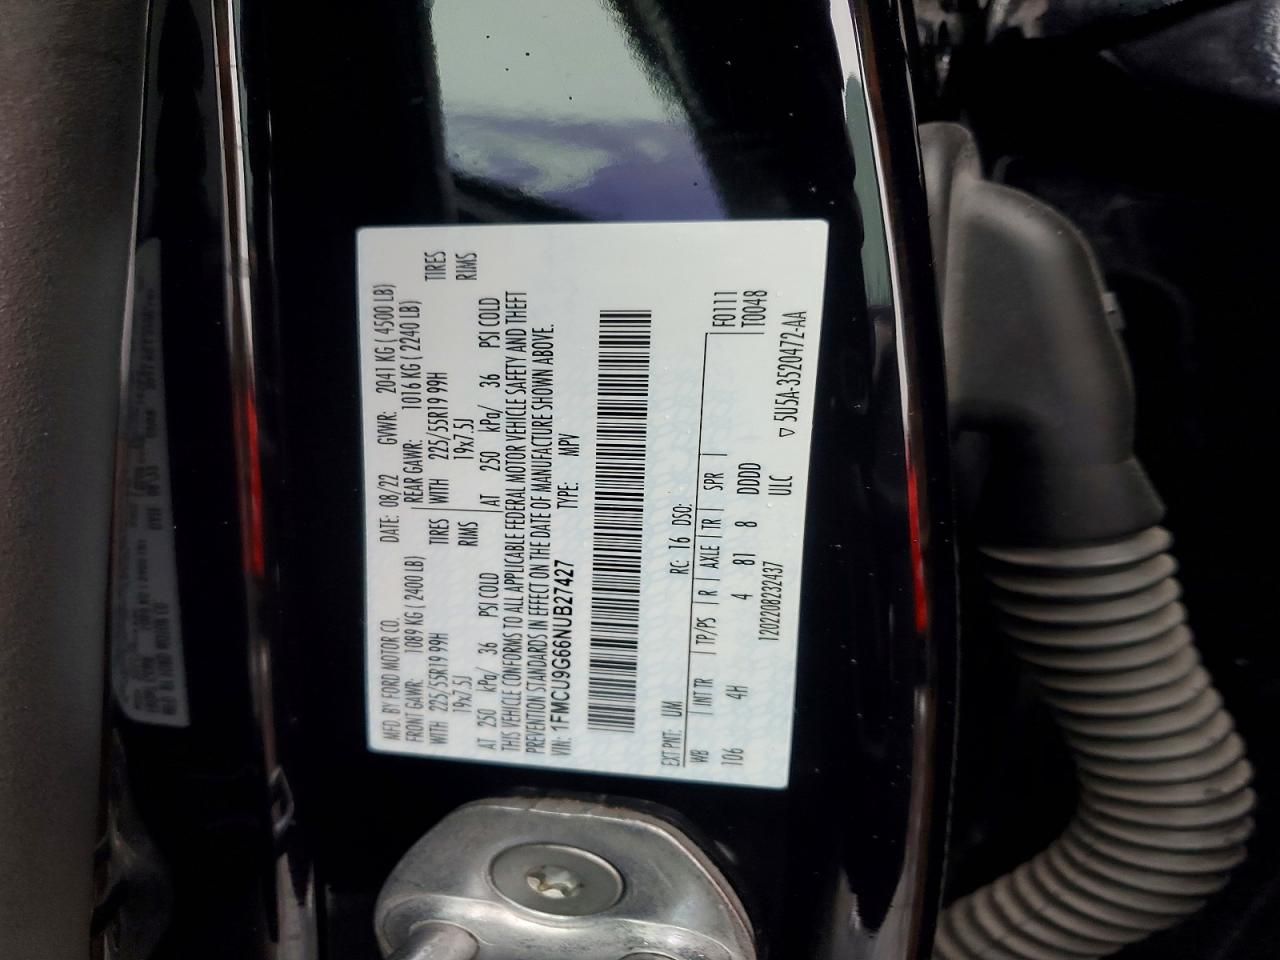 MFD. BY FORD MOTOR CO. DATE: 08/22 GVWR: 2041 KG ( 4500 LB)
FRONT GAWR: 1089 KG ( 2400 LB) REAR GAWR: 1016 KG ( 2240 LB)
WITH 225/55R19 99H TIRES WITH 225/55R19 99H TIRES
19x7.5J RIMS 19x7.5J RIMS
AT 250 kPa/ 36 PSI COLD AT 250 kPa/ 36 PSI COLD
THIS VEHICLE CONFORMS TO ALL APPLICABLE FEDERAL MOTOR VEHICLE SAFETY AND THEFT
PREVENTION STANDARDS IN EFFECT ON THE DATE OF MANUFACTURE SHOWN ABOVE.
VIN: 1FMCU9G66NUB27427 TYPE: MPV
EXT PNT: UM RC: 16 DSO: F0111
WB INT TR TP/PS R AXLE TR SPR T0048
106 4H 4 81 8 DDDD
1202208232437 ULC ▽ 5U5A-3520472-AA